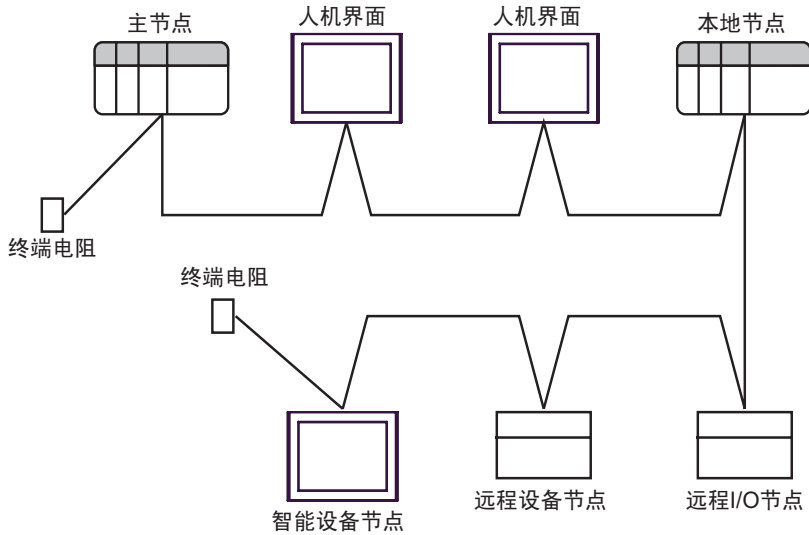 主节点
人机界面
人机界面
本地节点
终端电阻
终端电阻
智能设备节点
远程设备节点
远程I/O节点